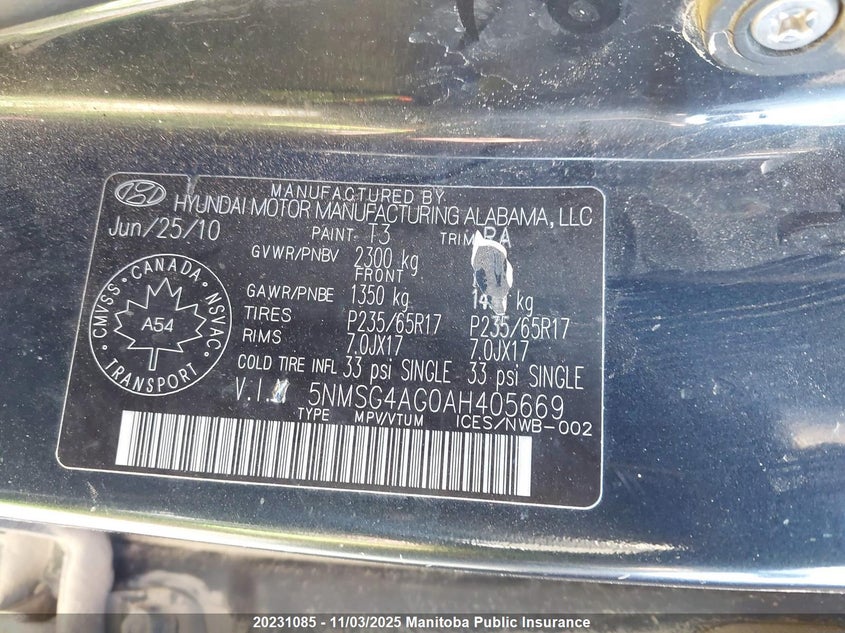 MANUFACTURED BY
HYUNDAI MOTOR MANUFACTURING ALABAMA, LLC
Jun/25/10 PAINT T3 TRIM
GVWR/PNBV 2300 kg
FRONT
GAWR/PNBE 1350 kg kg
TIRES P235/65R17 P235/65R17
RIMS 7.0JX17 7.0JX17
COLD TIRE INFL 33 psi SINGLE 33 psi SINGLE
CANADA
CMVSS NSVAC
A54
TRANSPORT
V.I. 5NMSG4AG0AH405669
TYPE MPV/VTUM ICES/NWB-002
20231085 - 11/03/2025 Manitoba Public Insurance